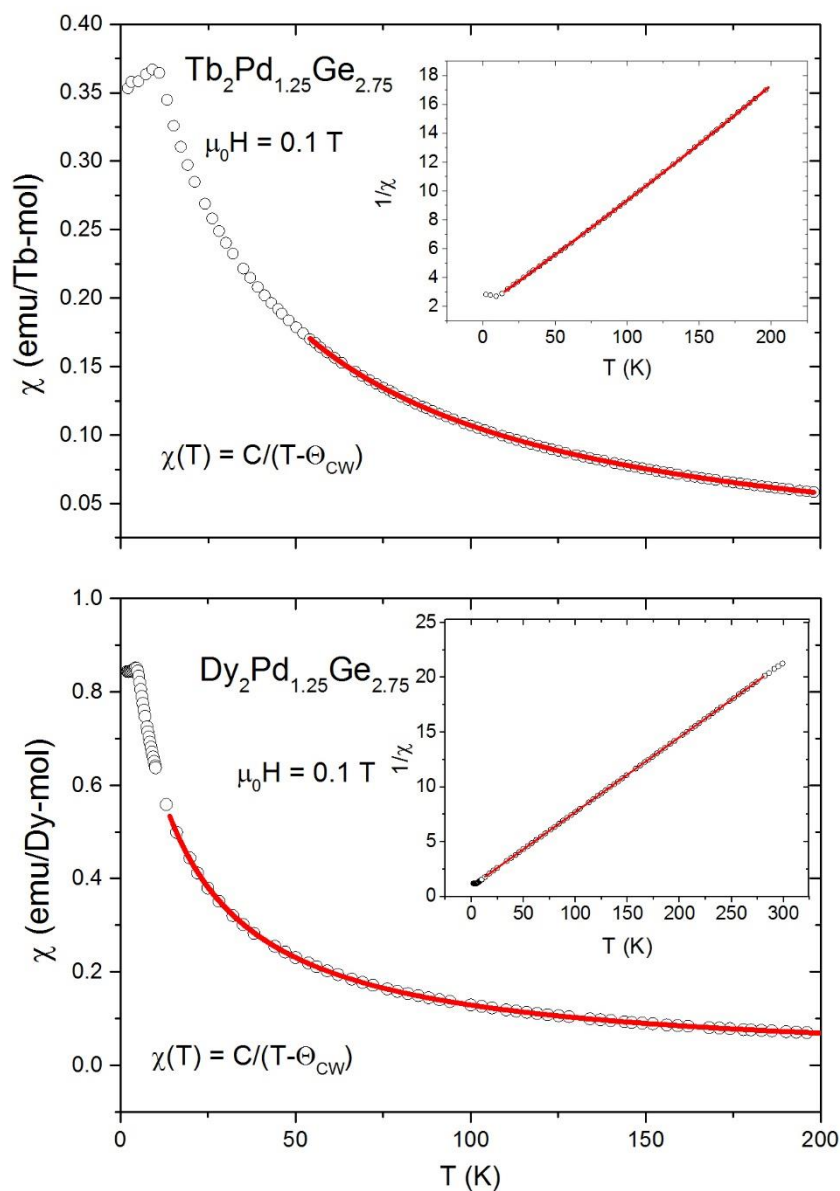 0.40
Tb₂Pd₁.₂₅Ge₂.₇₅
μ₀H = 0.1 T
0.35
0.30
0.25
0.20
0.15
0.10
0.05
χ (emu/Tb-mol)
χ(T) = C/(T-Θ_CW)
18
16
14
12
10
8
6
4
2
1/χ
0 50 100 150 200
T (K)
1.0
0.8
0.6
0.4
0.2
0.0
χ (emu/Dy-mol)
Dy₂Pd₁.₂₅Ge₂.₇₅
μ₀H = 0.1 T
χ(T) = C/(T-Θ_CW)
25
20
15
10
5
0
1/χ
0 50 100 150 200 250 300
T (K)
0 50 100 150 200
T (K)